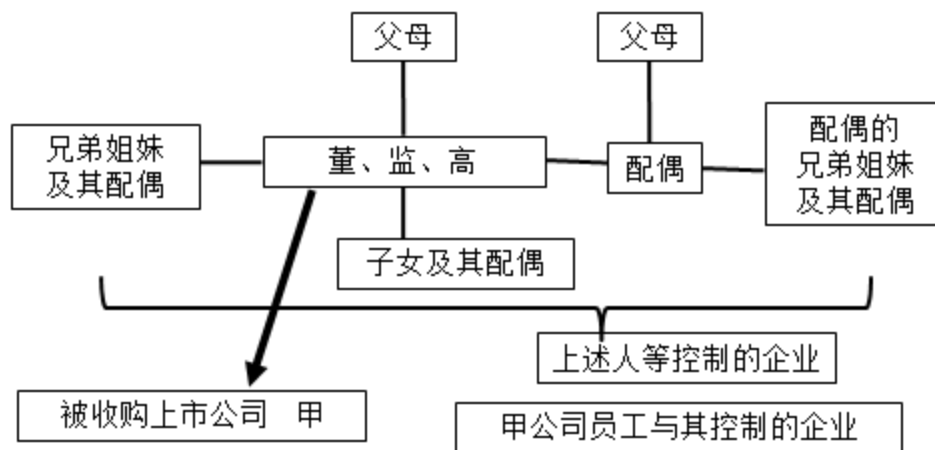 父母
父母
兄弟姐妹
及其配偶
董、监、高
配偶
配偶的
兄弟姐妹
及其配偶
子女及其配偶
上述人等控制的企业
被收购上市公司 甲
甲公司员工与其控制的企业